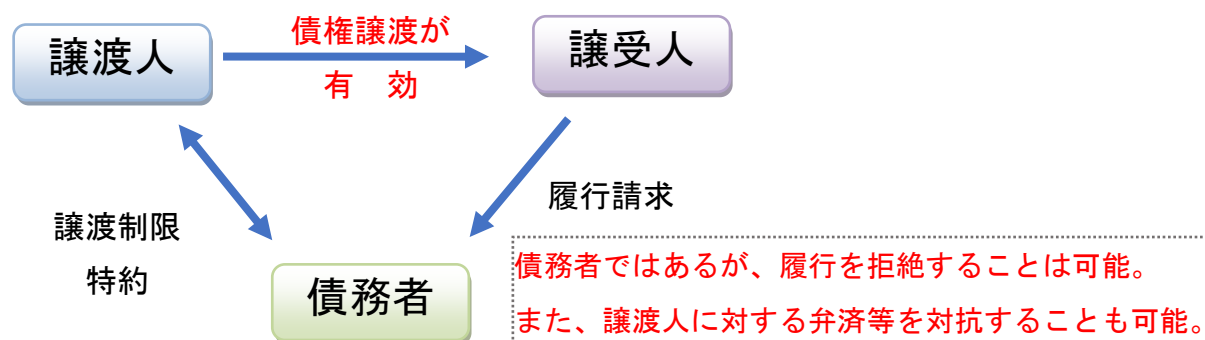 譲渡人
債権譲渡が
有　効
譲受人
履行請求
譲渡制限
特約
債務者
債務者ではあるが、履行を拒絶することは可能。
また、譲渡人に対する弁済等を対抗することも可能。